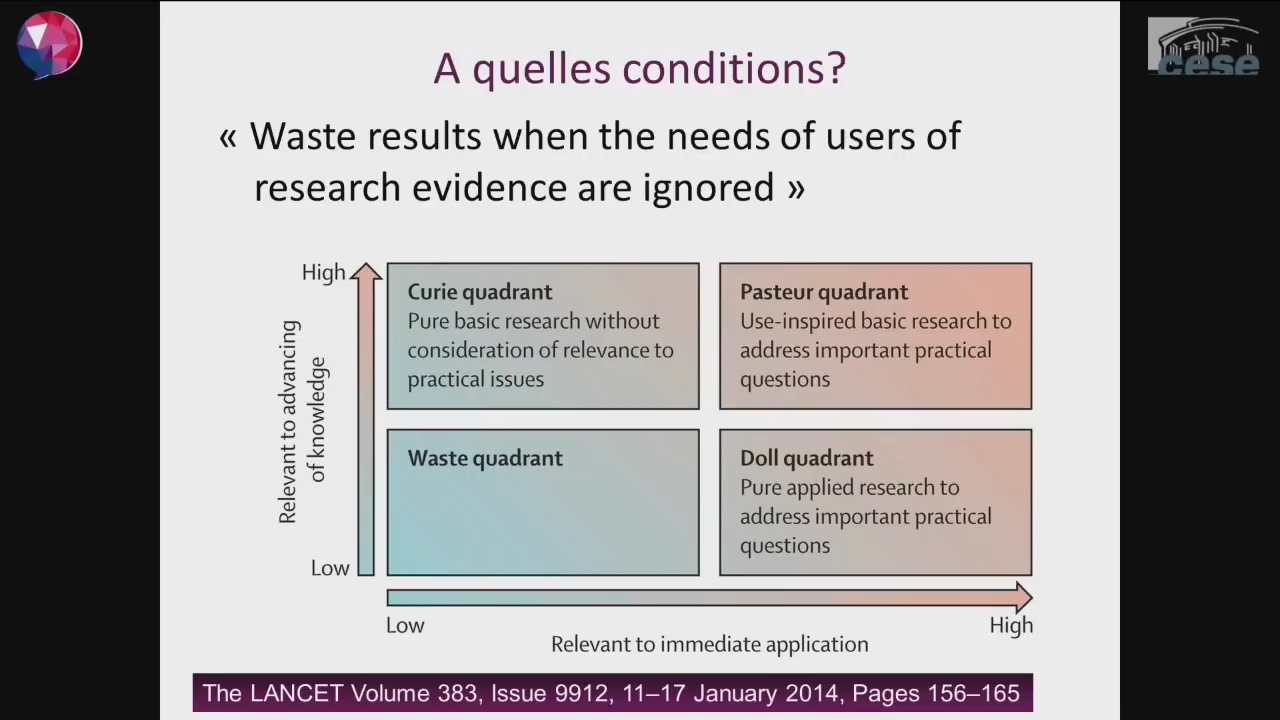 cese
A quelles conditions?
« Waste results when the needs of users of
research evidence are ignored »
High
Relevant to advancing
of knowledge
Low
Curie quadrant
Pure basic research without
consideration of relevance to
practical issues
Pasteur quadrant
Use-inspired basic research to
address important practical
questions
Waste quadrant
Doll quadrant
Pure applied research to
address important practical
questions
Low
High
Relevant to immediate application
The LANCET Volume 383, Issue 9912, 11–17 January 2014, Pages 156–165